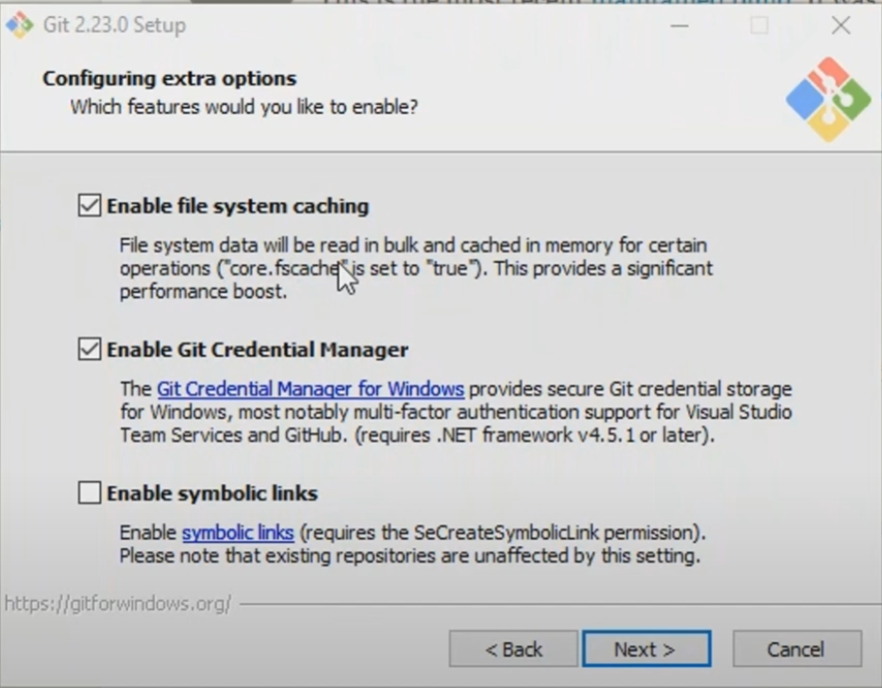 Git 2.23.0 Setup
Configuring extra options
Which features would you like to enable?
Enable file system caching
File system data will be read in bulk and cached in memory for certain
operations ("core.fscache" is set to "true"). This provides a significant
performance boost.
Enable Git Credential Manager
The Git Credential Manager for Windows provides secure Git credential storage
for Windows, most notably multi-factor authentication support for Visual Studio
Team Services and GitHub. (requires .NET framework v4.5.1 or later).
Enable symbolic links
Enable symbolic links (requires the SeCreateSymbolicLink permission).
Please note that existing repositories are unaffected by this setting.
https://gitforwindows.org/
< Back Next > Cancel